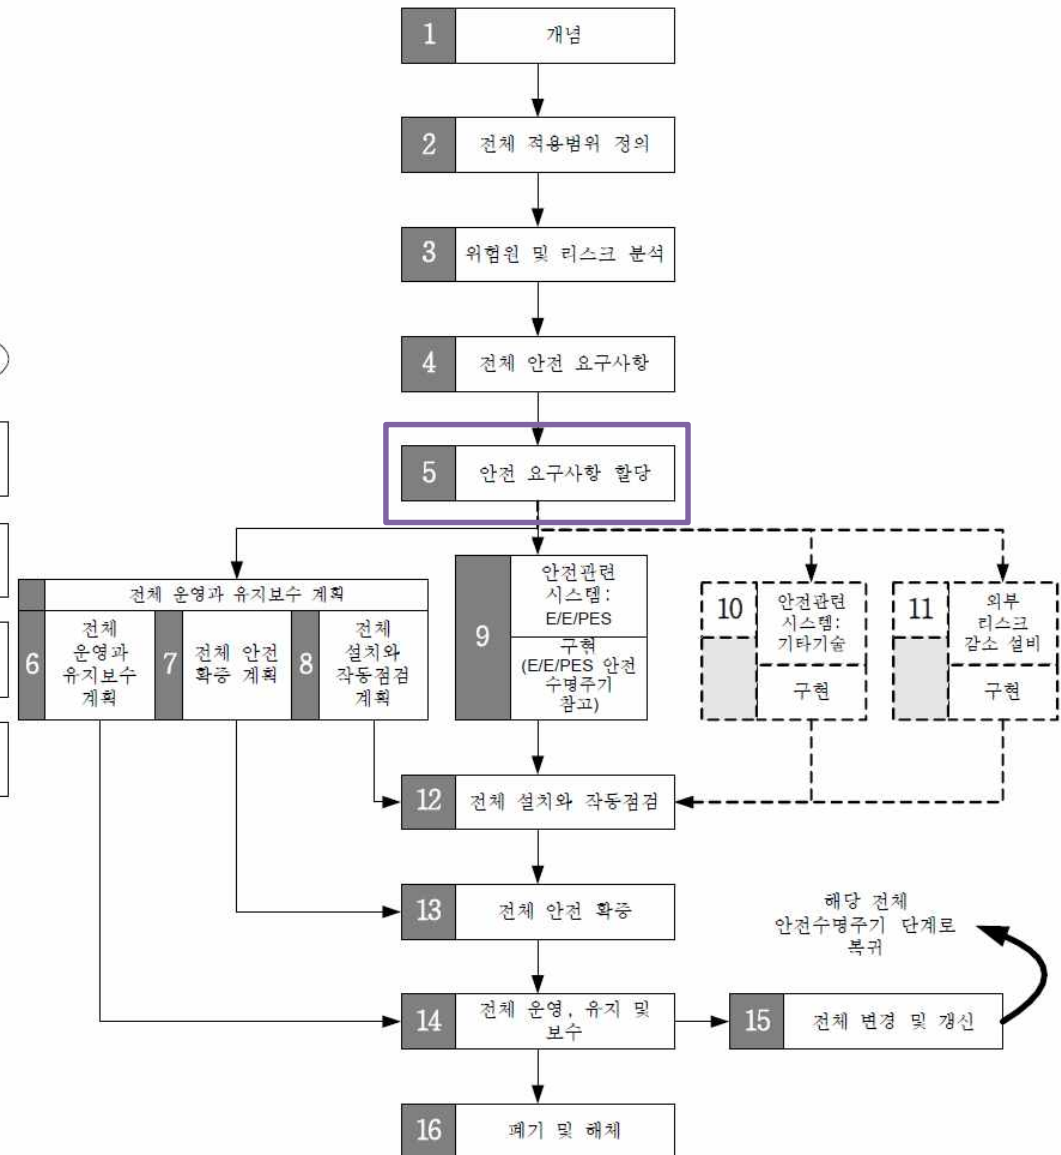 1 개념
2 전체 적용범위 정의
3 위험원 및 리스크 분석
4 전체 안전 요구사항
5 안전 요구사항 할당
전체 운영과 유지보수 계획
6 전체
운영과
유지보수
계획
7 전체 안전
확증 계획
8 전체
설치와
작동점검
계획
9 안전관련
시스템:
E/E/PES
구현
(E/E/PES 안전
수명주기
참고)
10 안전관련
시스템:
기타기술
구현
11 외부
리스크
감소 설비
구현
12 전체 설치와 작동점검
13 전체 안전 확증
해당 전체
안전수명주기 단계로
복귀
14 전체 운영, 유지 및
보수
15 전체 변경 및 갱신
16 폐기 및 해체